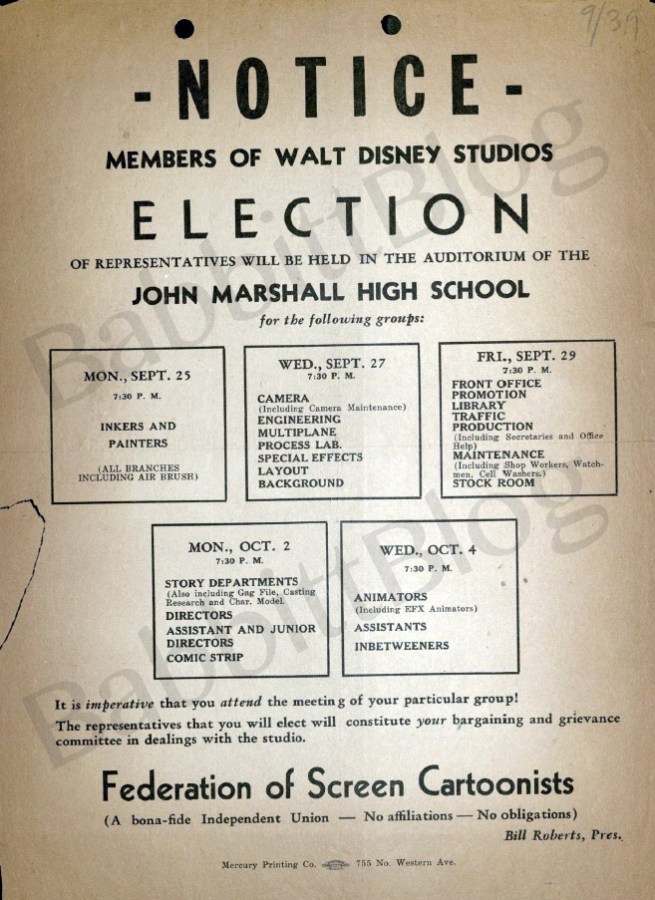 9/39
- NOTICE -
MEMBERS OF WALT DISNEY STUDIOS
ELECTION
OF REPRESENTATIVES WILL BE HELD IN THE AUDITORIUM OF THE
JOHN MARSHALL HIGH SCHOOL
for the following groups:
MON., SEPT. 25
7:30 P. M.
INKERS AND
PAINTERS
(ALL BRANCHES
INCLUDING AIR BRUSH)
WED., SEPT. 27
7:30 P. M.
CAMERA
(Including Camera Maintenance)
ENGINEERING
MULTIPLANE
PROCESS LAB.
SPECIAL EFFECTS
LAYOUT
BACKGROUND
FRI., SEPT. 29
7:30 P. M.
FRONT OFFICE
PROMOTION
LIBRARY
TRAFFIC
PRODUCTION
(Including Secretaries and Office
Help)
MAINTENANCE
(Including Shop Workers, Watch-
men, Cell Washers.)
STOCK ROOM
MON., OCT. 2
7:30 P. M.
STORY DEPARTMENTS
(Also including Gag File, Casting
Research and Char. Model
DIRECTORS
ASSISTANT AND JUNIOR
DIRECTORS
COMIC STRIP
WED., OCT. 4
7:30 P. M.
ANIMATORS
(Including EFX Animators)
ASSISTANTS
INBETWEENERS
It is imperative that you attend the meeting of your particular group!
The representatives that you will elect will constitute your bargaining and grievance
committee in dealings with the studio.
Federation of Screen Cartoonists
(A bona-fide Independent Union — No affiliations — No obligations)
Bill Roberts, Pres.
Mercury Printing Co. 755 No. Western Ave.
BabbittBlog
BabbittBlog